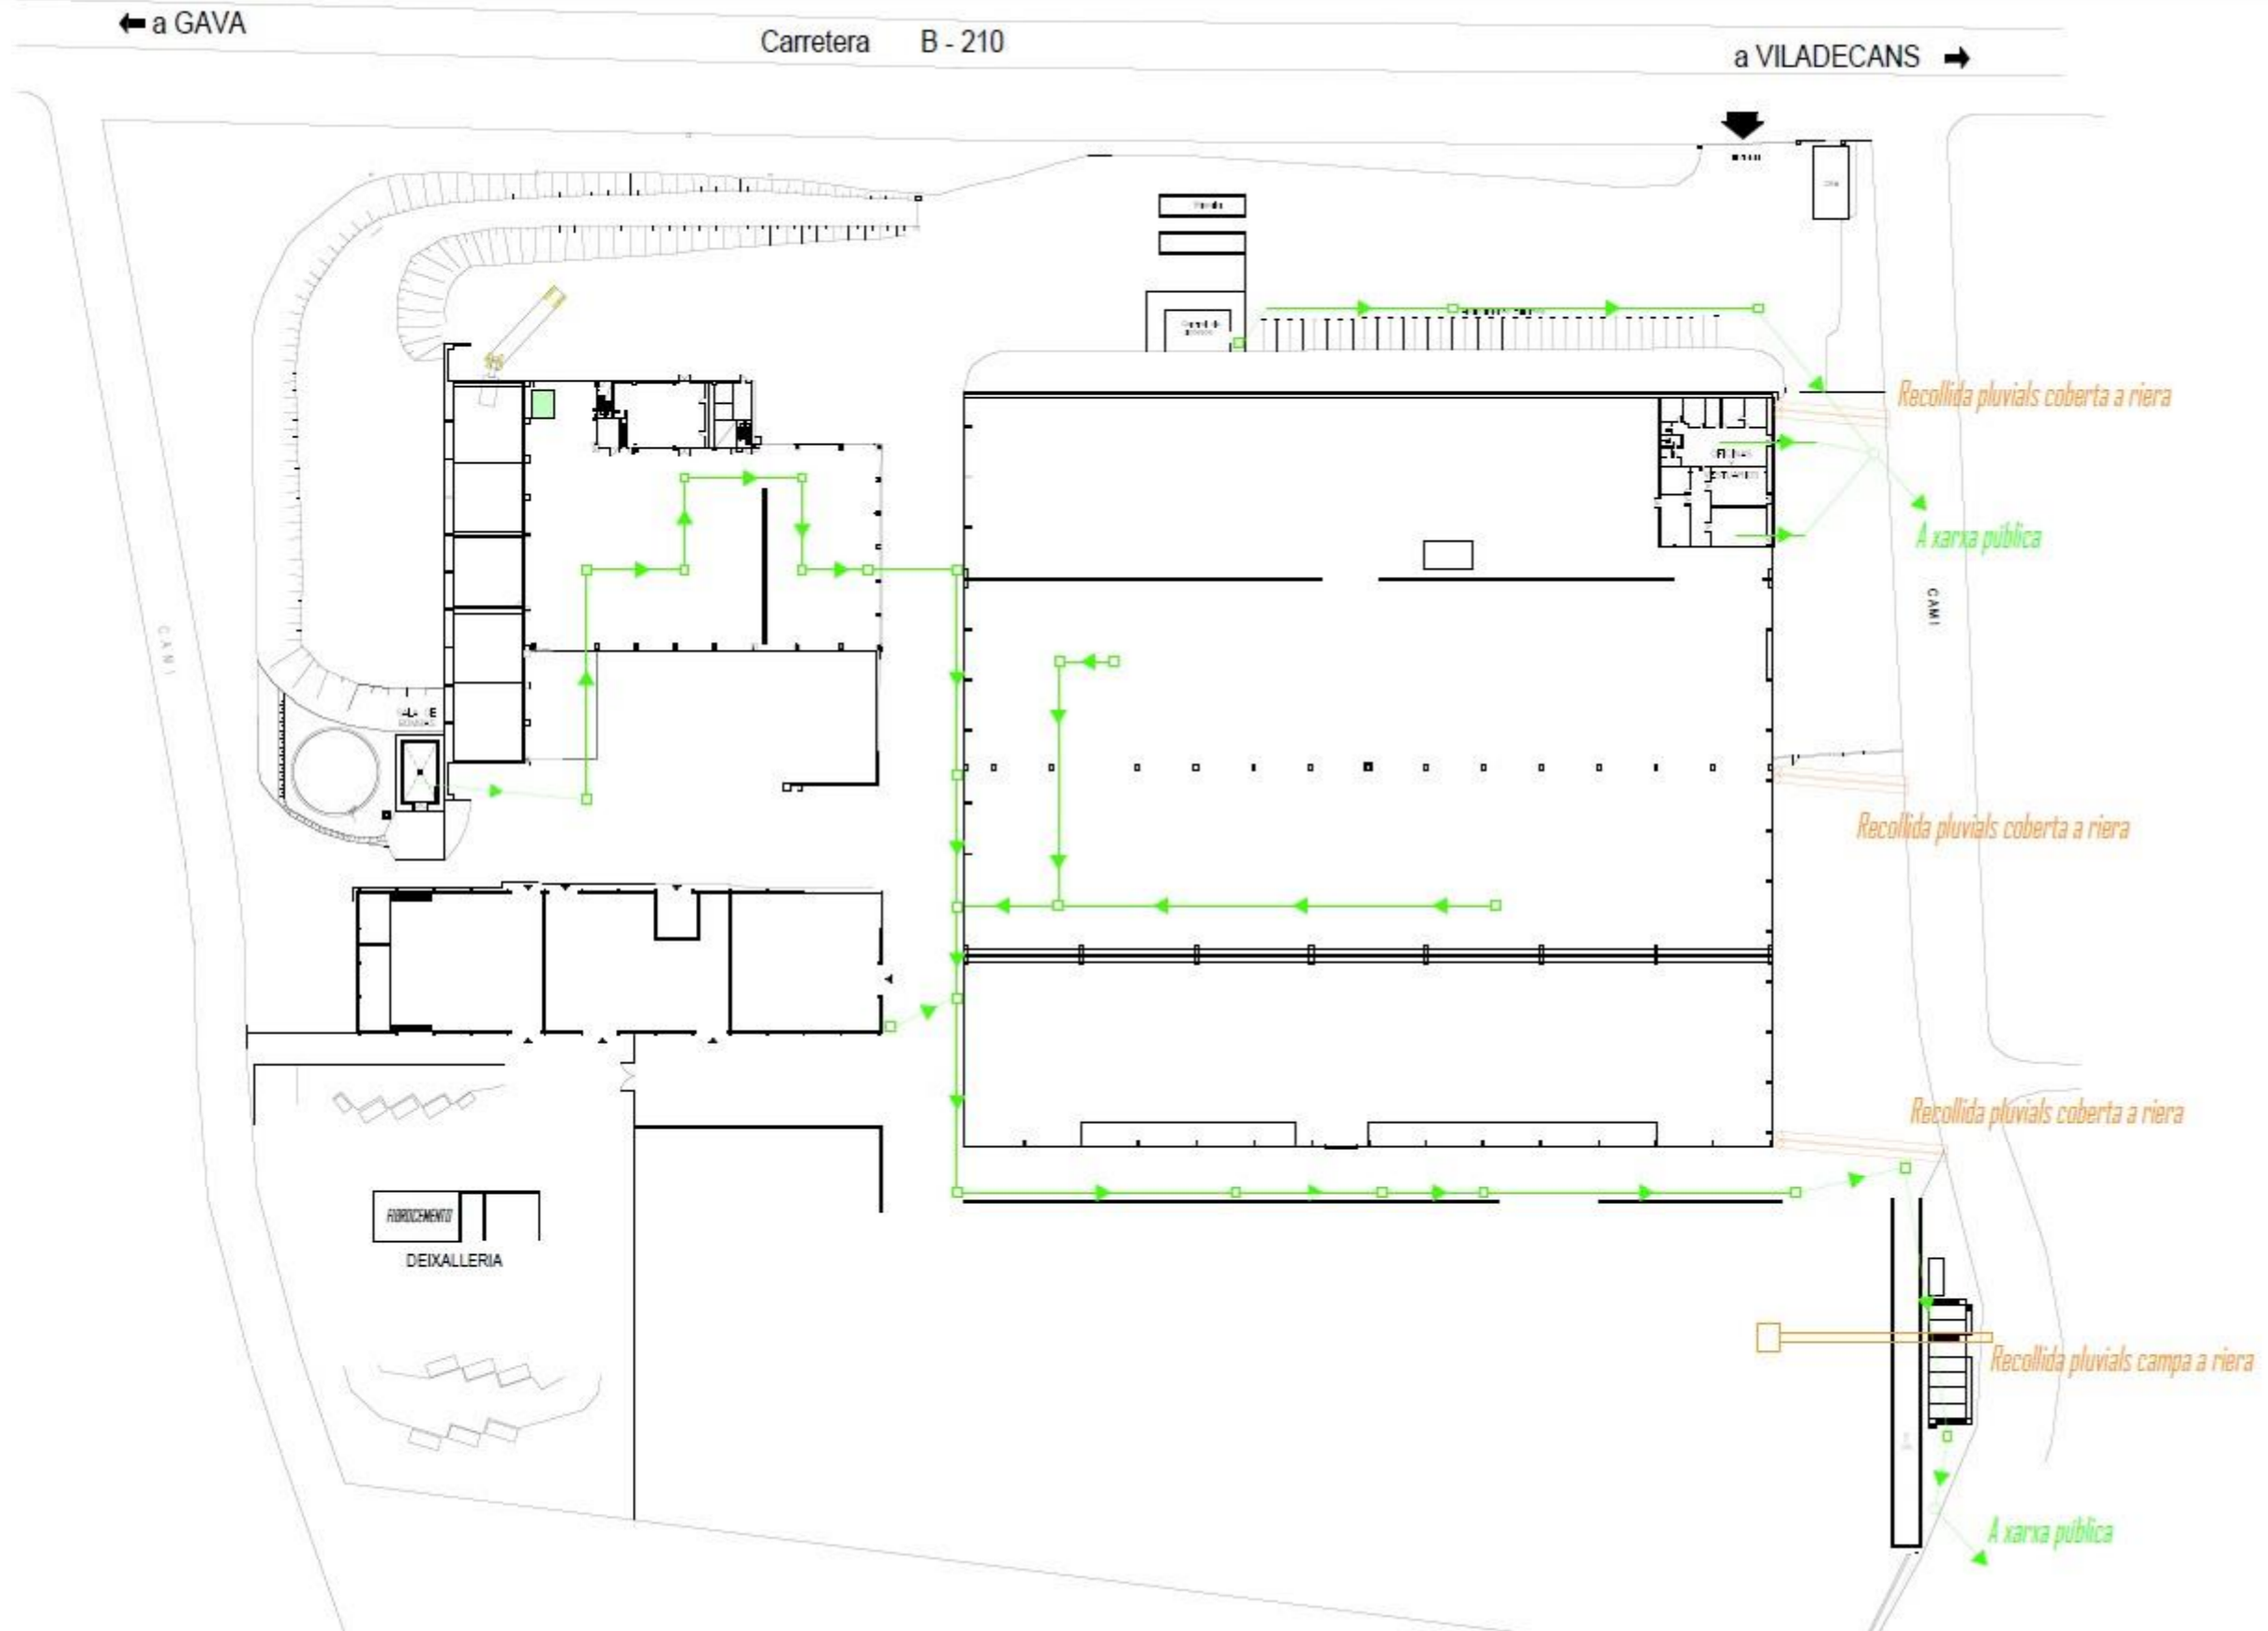 a GAVA
Carretera B - 210
a VILADECANS
Recollida pluvials coberta a riera
A xarxa pública
CAMI
CAMI
Recollida pluvials coberta a riera
Recollida pluvials coberta a riera
FIBROCEMENTO
DEIXALLERIA
Recollida pluvials campa a riera
A xarxa pública